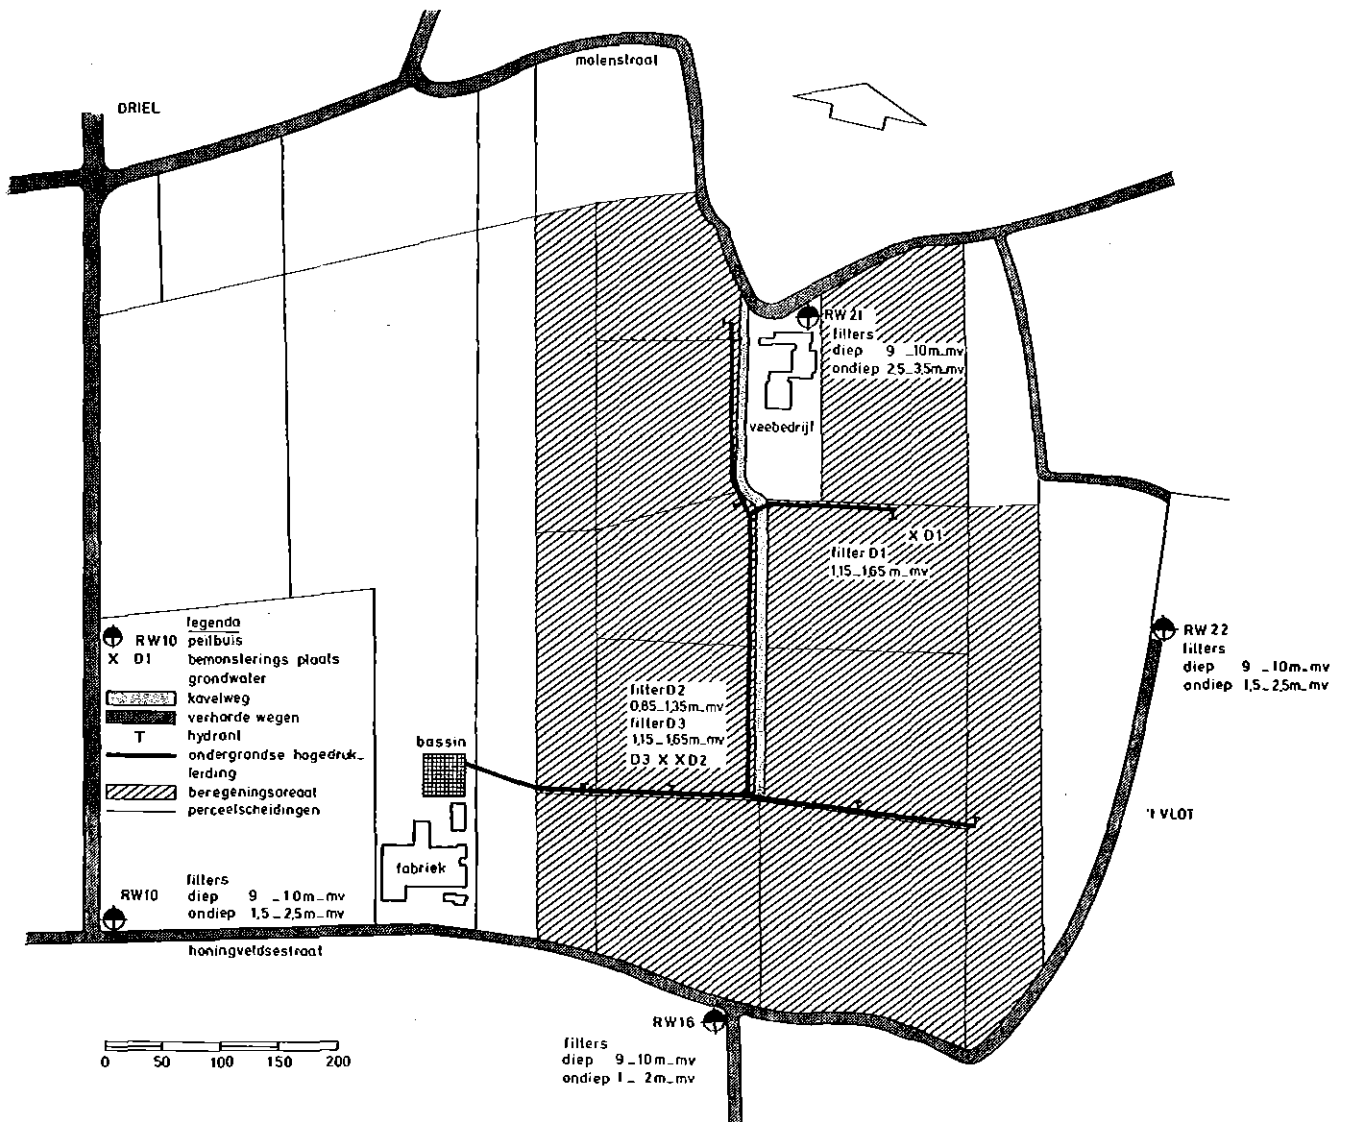 molenstraat
DRIEL
RW 21
filters
diep 9 _10m_mv
ondiep 2,5_3,5m_mv
veebedrijf
X D1
filter D1
1,15_1,65 m_mv
legenda
RW10 peilbuis
X D1 bemonsterings plaats
grondwater
kavelweg
verharde wegen
T hydrant
ondergrondse hogedruk_
leiding
beregeningsareaal
perceelscheidingen
RW 22
filters
diep 9 _10m_mv
ondiep 1,5_2,5m_mv
filter D2
0,85_1,35m_mv
filter D3
1,15_1,65m_mv
D3 X X D2
bassin
't VLOT
fabriek
RW10
filters
diep 9 _10m_mv
ondiep 1,5_2,5m_mv
honingveldsestraat
RW16
filters
diep 9_10m_mv
ondiep 1_ 2m_mv
0 50 100 150 200